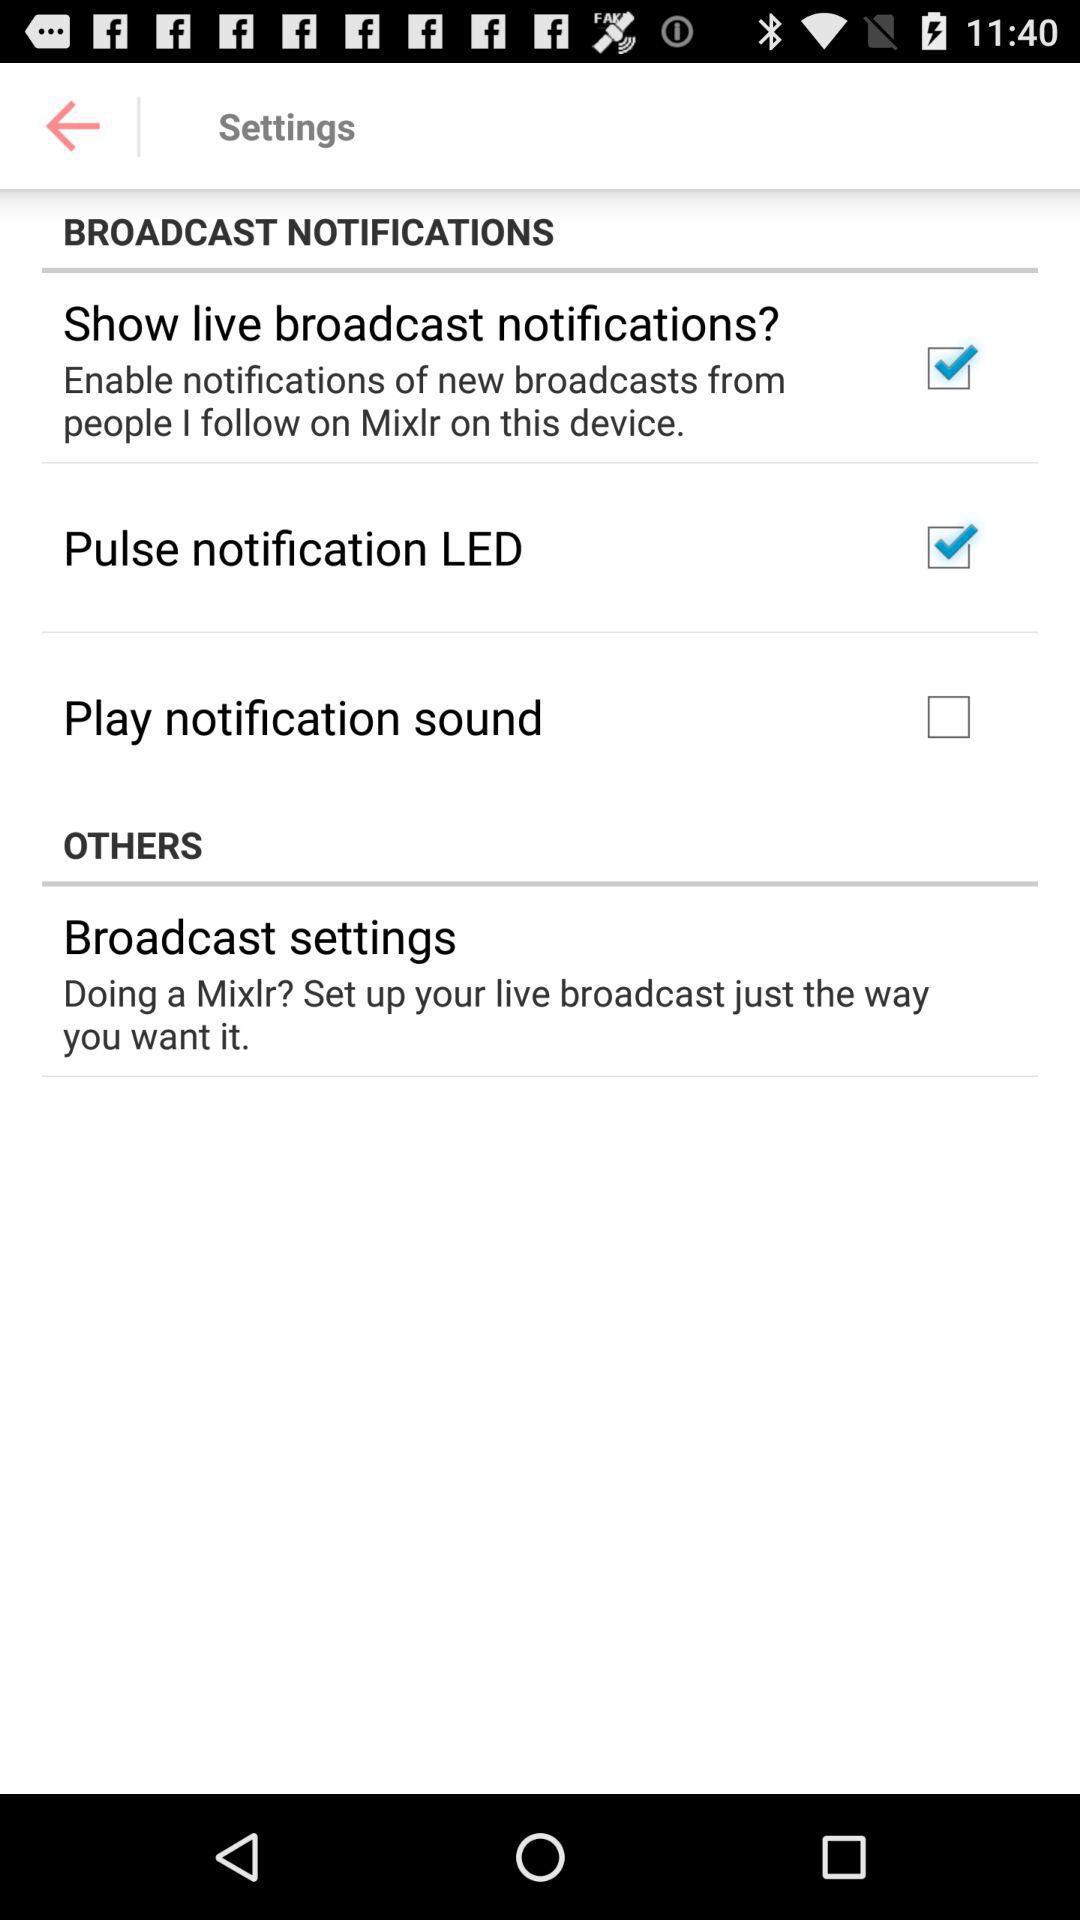 FAK
11:40
Settings
BROADCAST NOTIFICATIONS
Show live broadcast notifications?
Enable notifications of new broadcasts from
people I follow on Mixlr on this device.
Pulse notification LED
Play notification sound
OTHERS
Broadcast settings
Doing a Mixlr? Set up your live broadcast just the way
you want it.